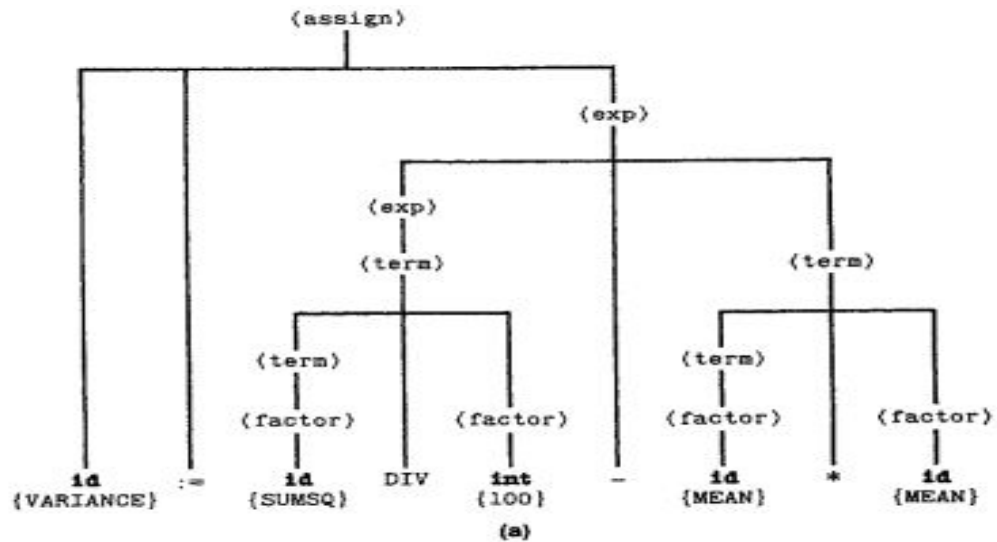 (assign)
(exp)
(exp)
(term) (term)
(term) (term)
(factor) (factor) (factor) (factor)
id := id DIV int - id * id
{VARIANCE} {SUMSQ} {100} {MEAN} {MEAN}
(a)